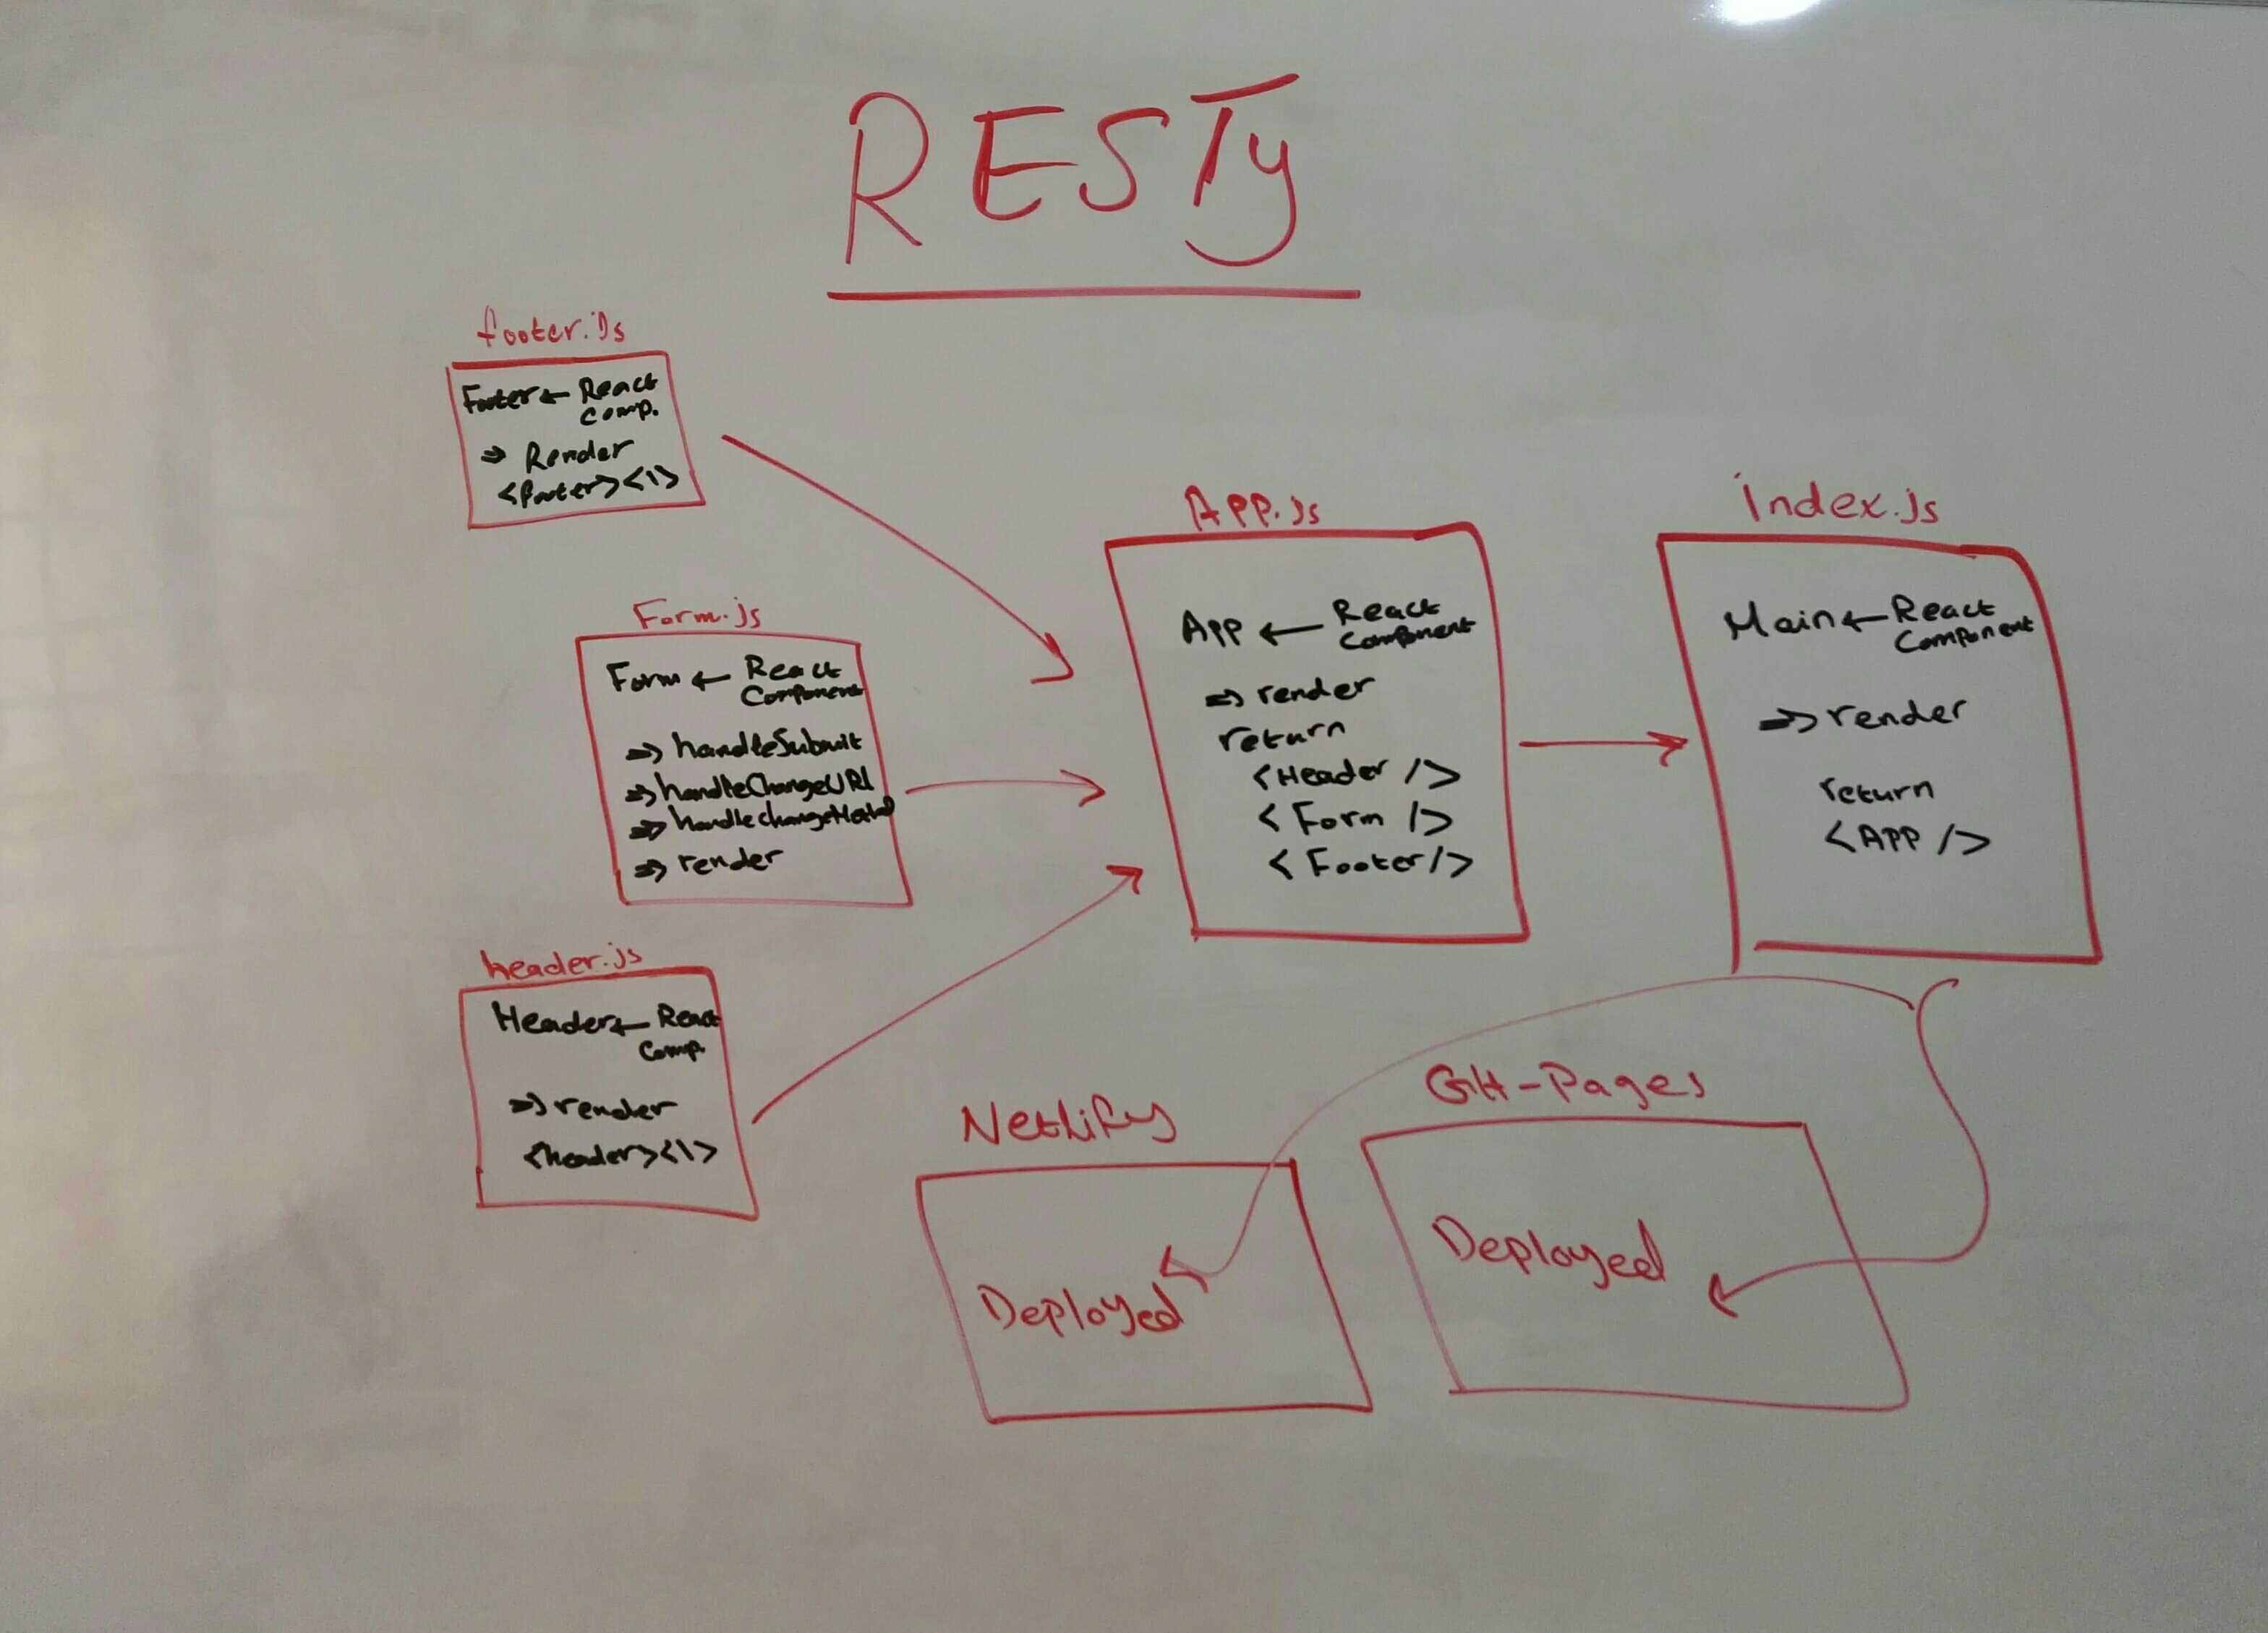 RESTy
footer.js
Footer ← React
comp.
⇒ Render
<footer><\>
Form.js
Form ← React
Component
⇒ handleSubmit
⇒ handleChangeURl
⇒ handlechangeMethod
⇒ render
header.js
Header ← React
Comp.
⇒ render
<header><\>
App.js
App ← React
Component
⇒ render
return
<Header />
<Form />
<Footer/>
index.js
Main ← React
Component
⇒ render
return
<APP />
Netlify
Deployed
GH-Pages
Deployed